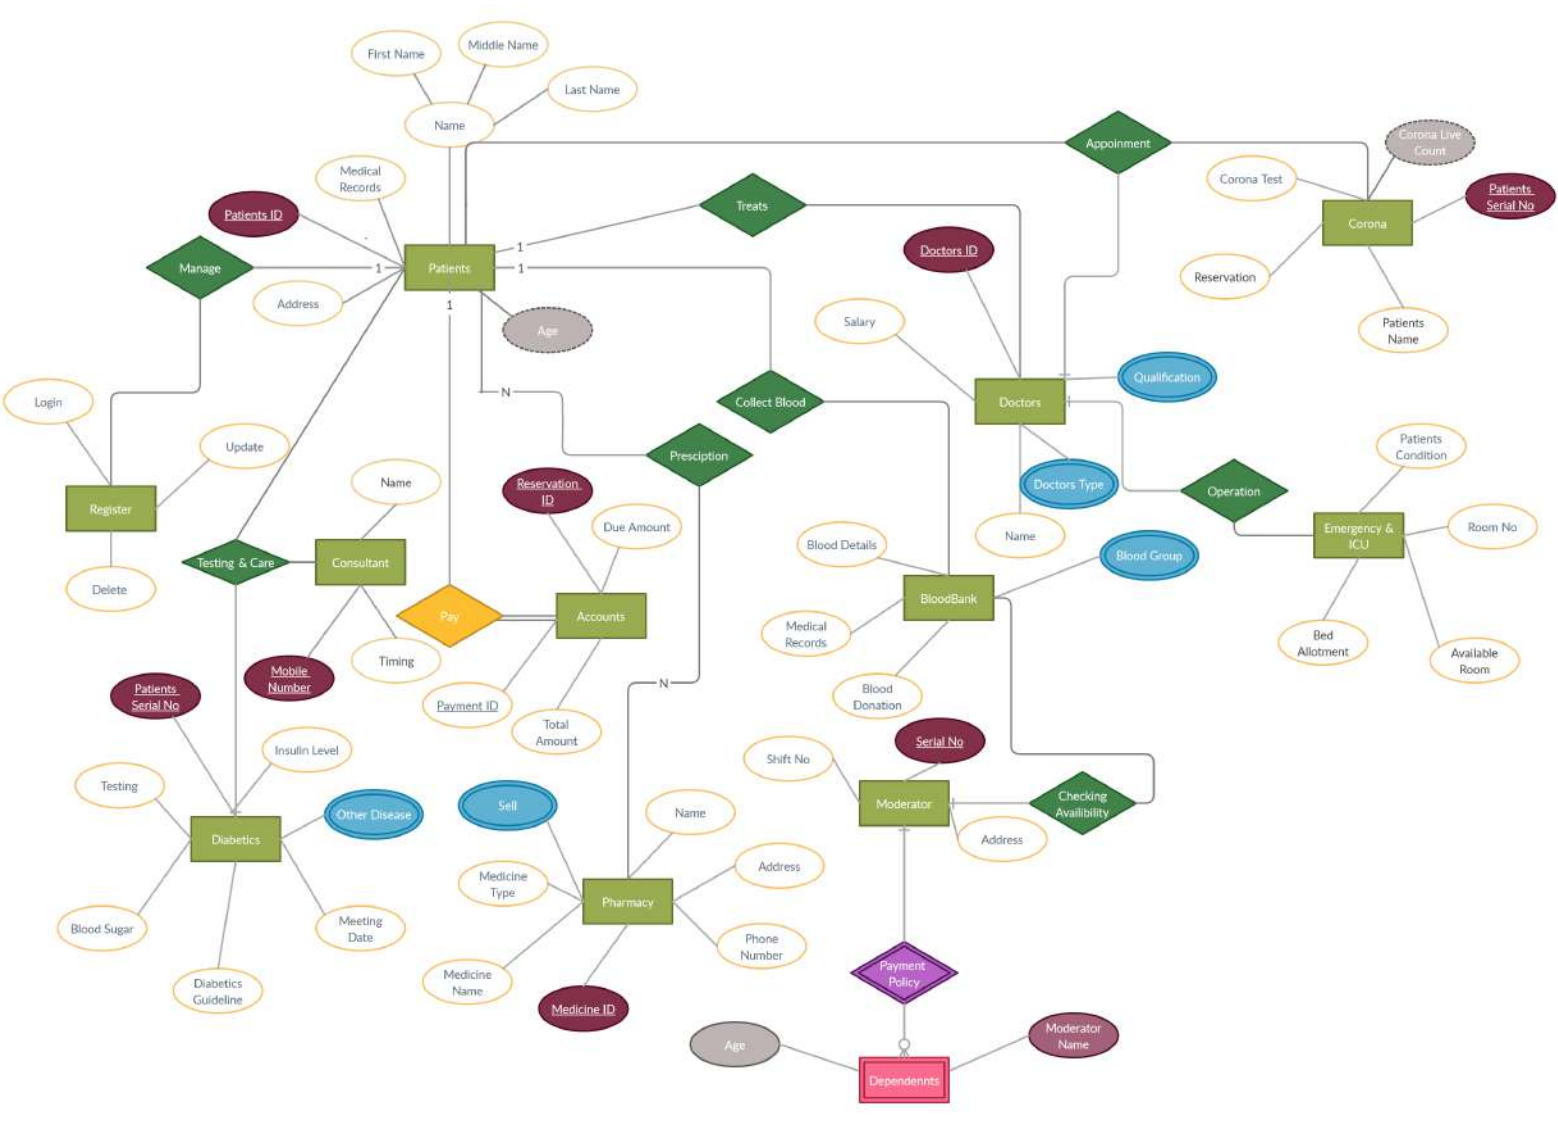 First Name
Middle Name
Last Name
Name
Appoinment
Corona Live
Count
Medical
Records
Corona Test
Patients
Serial No
Patients ID
Treats
Corona
Doctors ID
1
Manage
1
Patients
1
Reservation
Address
1
Age
Salary
Patients
Name
Qualification
Login
N
Collect Blood
Doctors
Update
Patients
Condition
Presciption
Name
Reservation
ID
Doctors Type
Operation
Register
Due Amount
Name
Emergency &
ICU
Room No
Blood Details
Blood Group
Testing & Care
Consultant
Delete
BloodBank
Pay
Accounts
Medical
Records
Bed
Allotment
Available
Room
Timing
Mobile
Number
N
Patients
Serial No
Blood
Donation
Payment ID
Total
Amount
Serial No
Insulin Level
Shift No
Testing
Other Disease
Sell
Name
Moderator
Checking
Availibility
Diabetics
Address
Address
Medicine
Type
Pharmacy
Blood Sugar
Meeting
Date
Phone
Number
Payment
Policy
Diabetics
Guideline
Medicine
Name
Medicine ID
Age
Moderator
Name
Dependennts